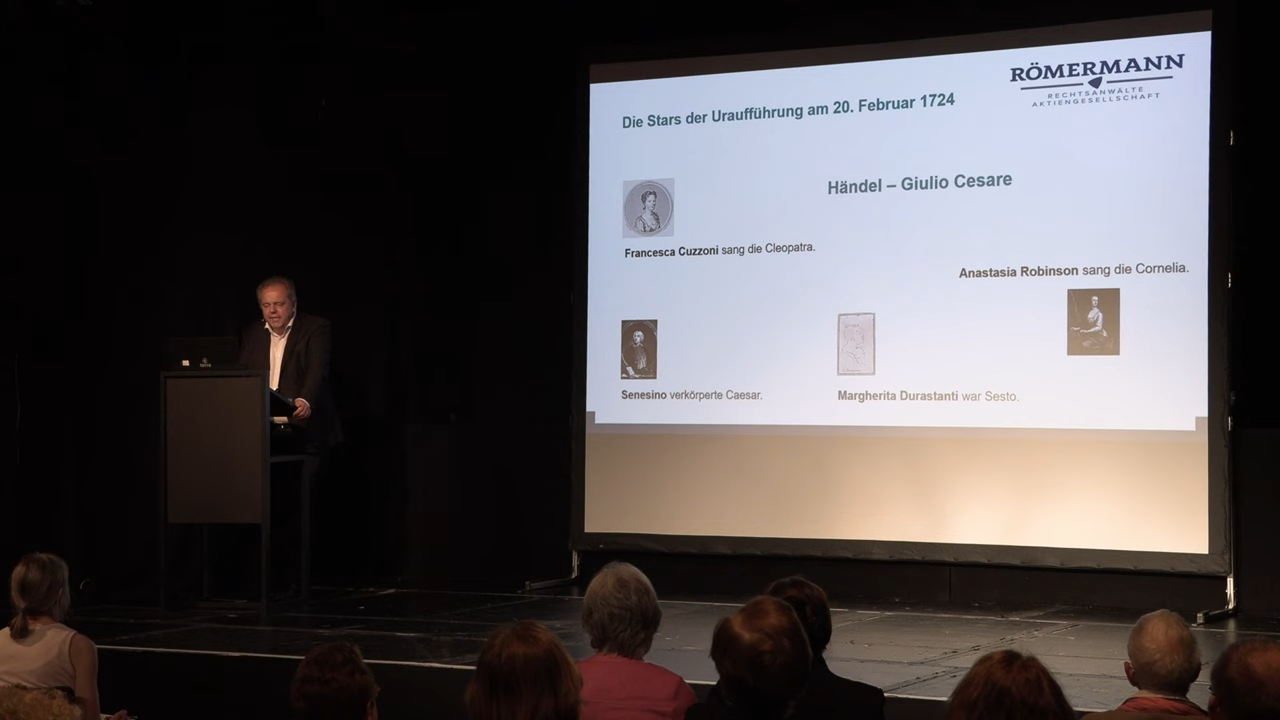 RÖMERMANN
RECHTSANWÄLTE
AKTIENGESELLSCHAFT
Die Stars der Uraufführung am 20. Februar 1724
Händel – Giulio Cesare
Francesca Cuzzoni sang die Cleopatra.
Anastasia Robinson sang die Cornelia.
Senesino verkörperte Caesar.
Margherita Durastanti war Sesto.